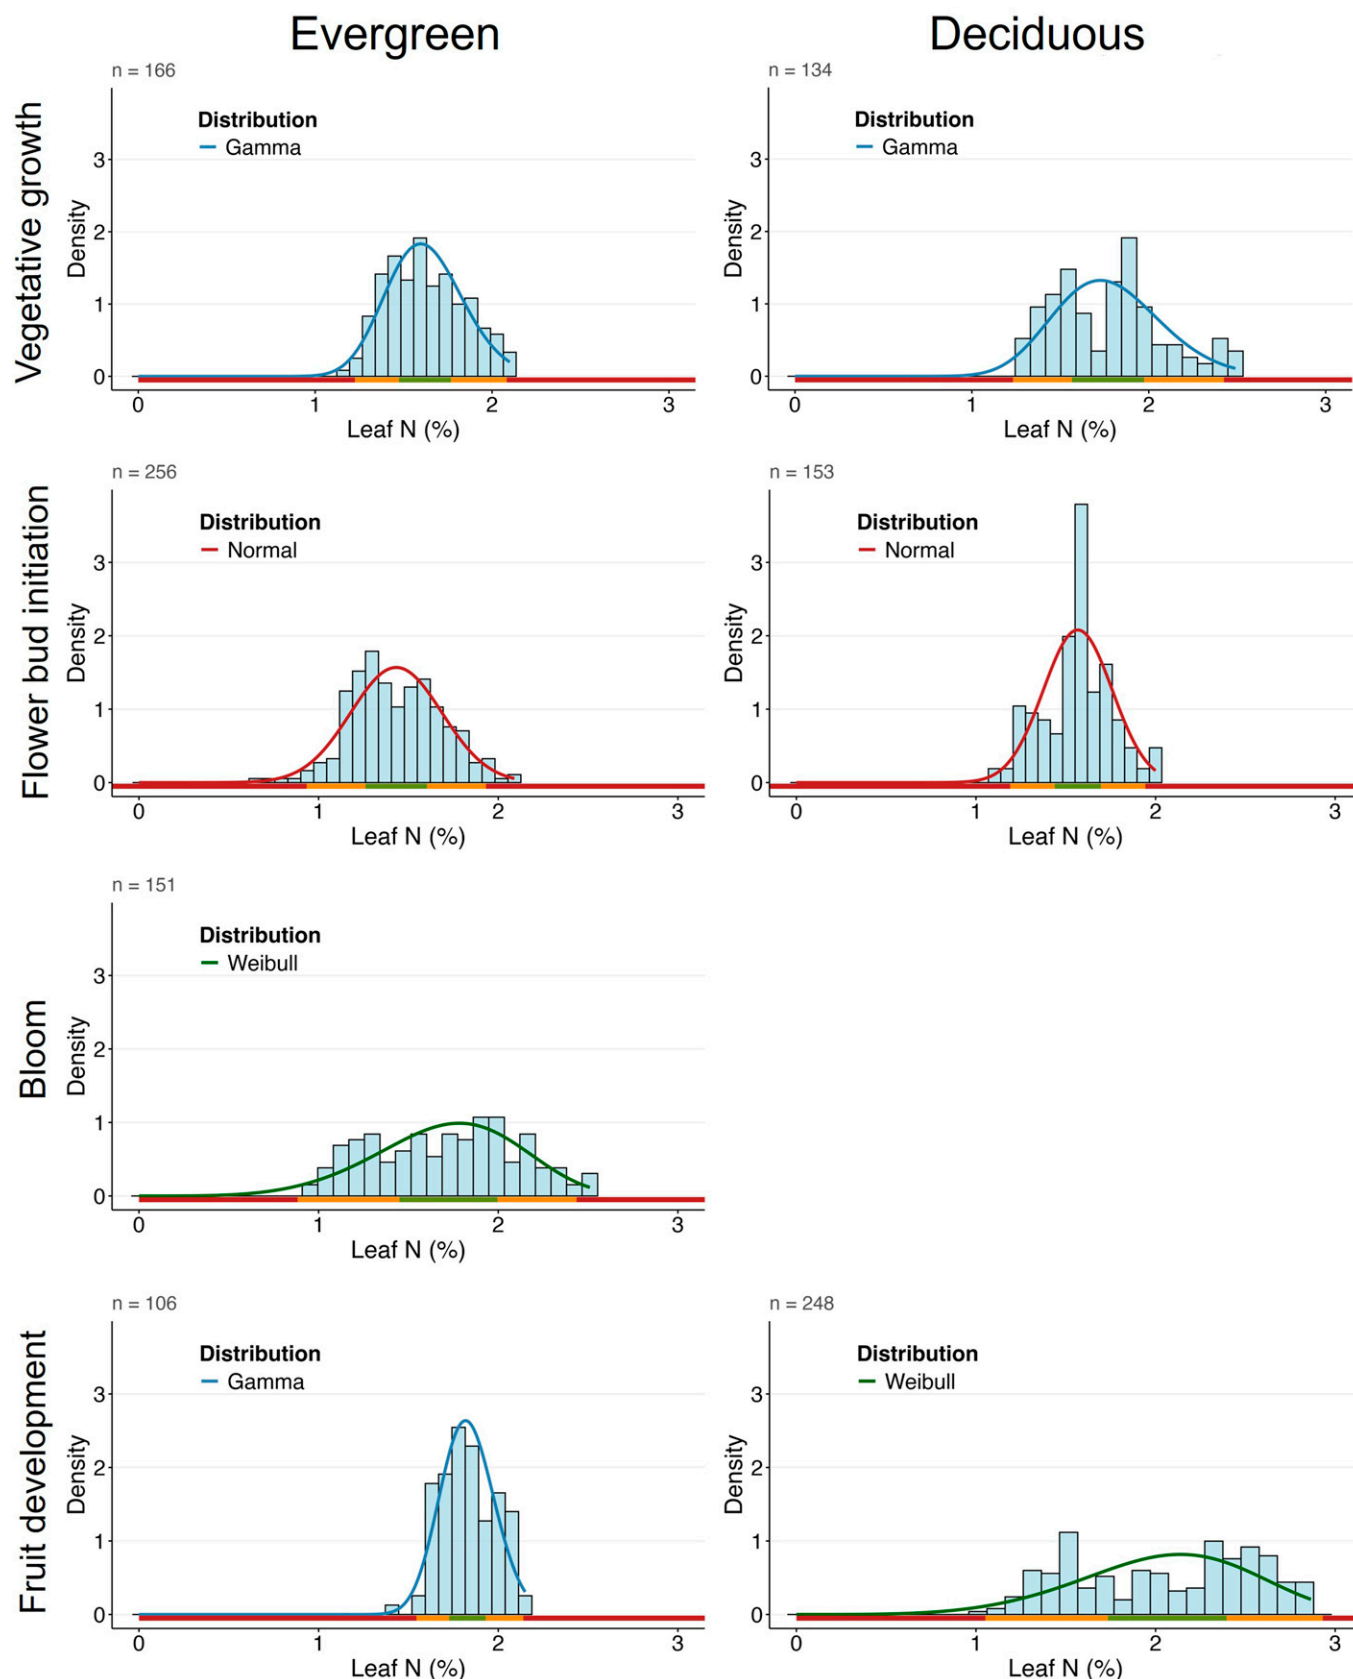 Evergreen
Deciduous
Vegetative growth
n = 166
Distribution
Gamma
Density
3
2
1
0
0 1 2 3
Leaf N (%)
n = 134
Distribution
Gamma
Density
3
2
1
0
0 1 2 3
Leaf N (%)
Flower bud initiation
n = 256
Distribution
Normal
Density
3
2
1
0
0 1 2 3
Leaf N (%)
n = 153
Distribution
Normal
Density
3
2
1
0
0 1 2 3
Leaf N (%)
Bloom
n = 151
Distribution
Weibull
Density
3
2
1
0
0 1 2 3
Leaf N (%)
Fruit development
n = 106
Distribution
Gamma
Density
3
2
1
0
0 1 2 3
Leaf N (%)
n = 248
Distribution
Weibull
Density
3
2
1
0
0 1 2 3
Leaf N (%)